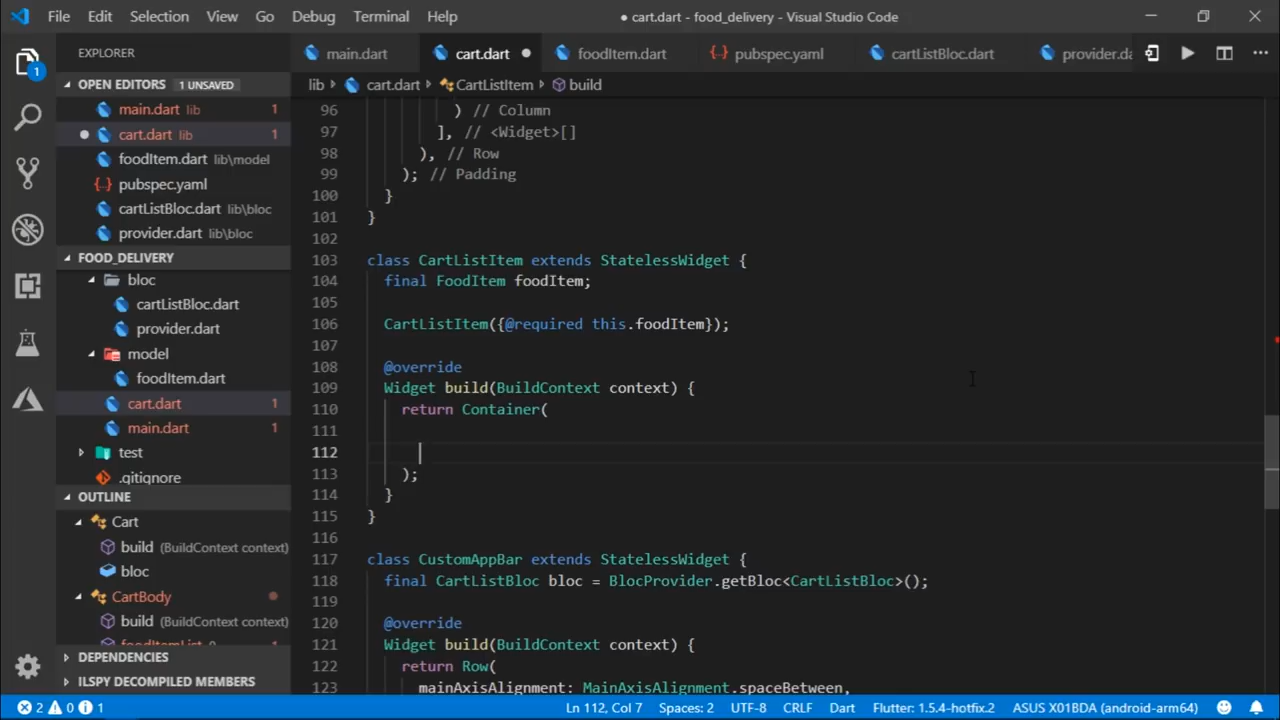 File Edit Selection View Go Debug Terminal Help
● cart.dart - food_delivery - Visual Studio Code
EXPLORER
main.dart cart.dart foodItem.dart pubspec.yaml cartListBloc.dart provider.da
OPEN EDITORS 1 UNSAVED
lib cart.dart CartListItem build
main.dart lib 1
cart.dart lib 1
foodItem.dart lib\model
pubspec.yaml
cartListBloc.dart lib\bloc
provider.dart lib\bloc
FOOD_DELIVERY
bloc
cartListBloc.dart
provider.dart
model
foodItem.dart
cart.dart 1
main.dart 1
test
.gitignore
OUTLINE
Cart
build (BuildContext context)
bloc
CartBody
build (BuildContext context)
foodItemList
DEPENDENCIES
ILSPY DECOMPILED MEMBERS
1
96 ) // Column
97 ], // <Widget>[]
98 ), // Row
99 ); // Padding
100 }
101 }
102
103 class CartListItem extends StatelessWidget {
104 final FoodItem foodItem;
105
106 CartListItem({@required this.foodItem});
107
108 @override
109 Widget build(BuildContext context) {
110 return Container(
111
112
113 );
114 }
115 }
116
117 class CustomAppBar extends StatelessWidget {
118 final CartListBloc bloc = BlocProvider.getBloc<CartListBloc>();
119
120 @override
121 Widget build(BuildContext context) {
122 return Row(
123 mainAxisAlignment: MainAxisAlignment.spaceBetween,
2 0 1 Ln 112, Col 7 Spaces: 2 UTF-8 CRLF Dart Flutter: 1.5.4-hotfix.2 ASUS X01BDA (android-arm64)